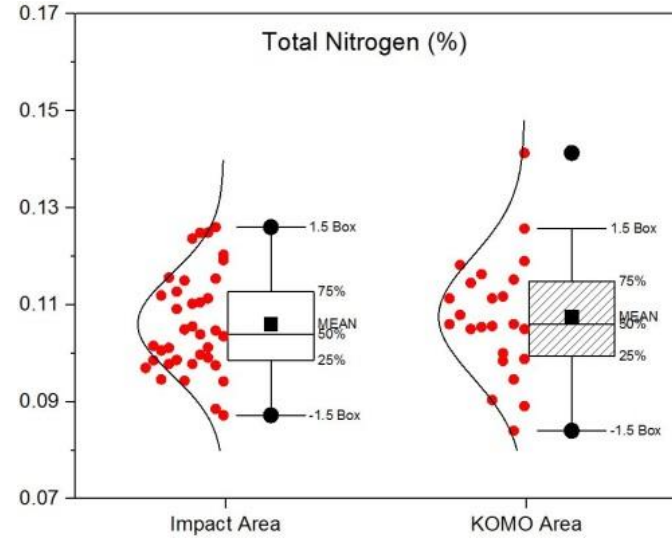 Total Nitrogen (%)
0.17
0.15
0.13
0.11
0.09
0.07
1.5 Box
75%
MEAN
50%
25%
-1.5 Box
1.5 Box
75%
MEAN
50%
25%
-1.5 Box
Impact Area
KOMO Area